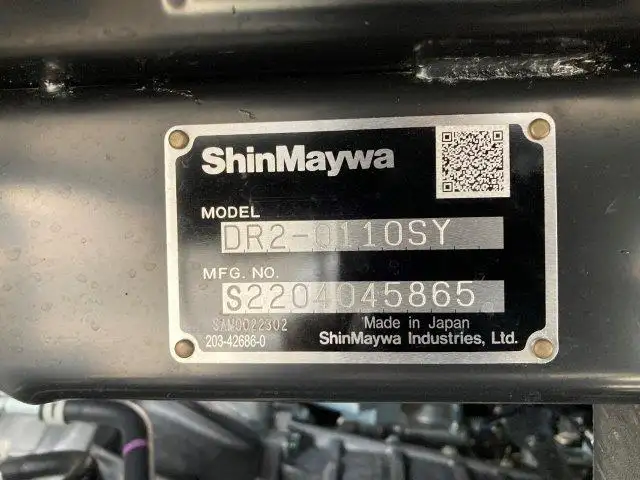 ShinMaywa
MODEL
DR2-0110SY
MFG. NO.
S2204045865
SAM0022302
203-42686-0
Made in Japan
ShinMaywa Industries, Ltd.